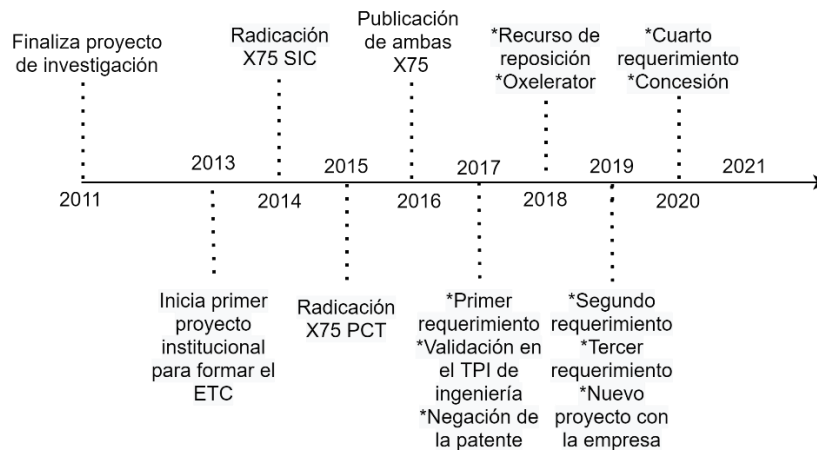 Finaliza proyecto
de investigación
Radicación
X75 SIC
Publicación
de ambas
X75
*Recurso de
reposición
*Oxelerator
*Cuarto
requerimiento
*Concesión
2013
2015
2017
2019
2021
2011
2014
2016
2018
2020
Inicia primer
proyecto
institucional
para formar el
ETC
Radicación
X75 PCT
*Primer
requerimiento
*Validación en
el TPI de
ingeniería
*Negación de
la patente
*Segundo
requerimiento
*Tercer
requerimiento
*Nuevo
proyecto con
la empresa